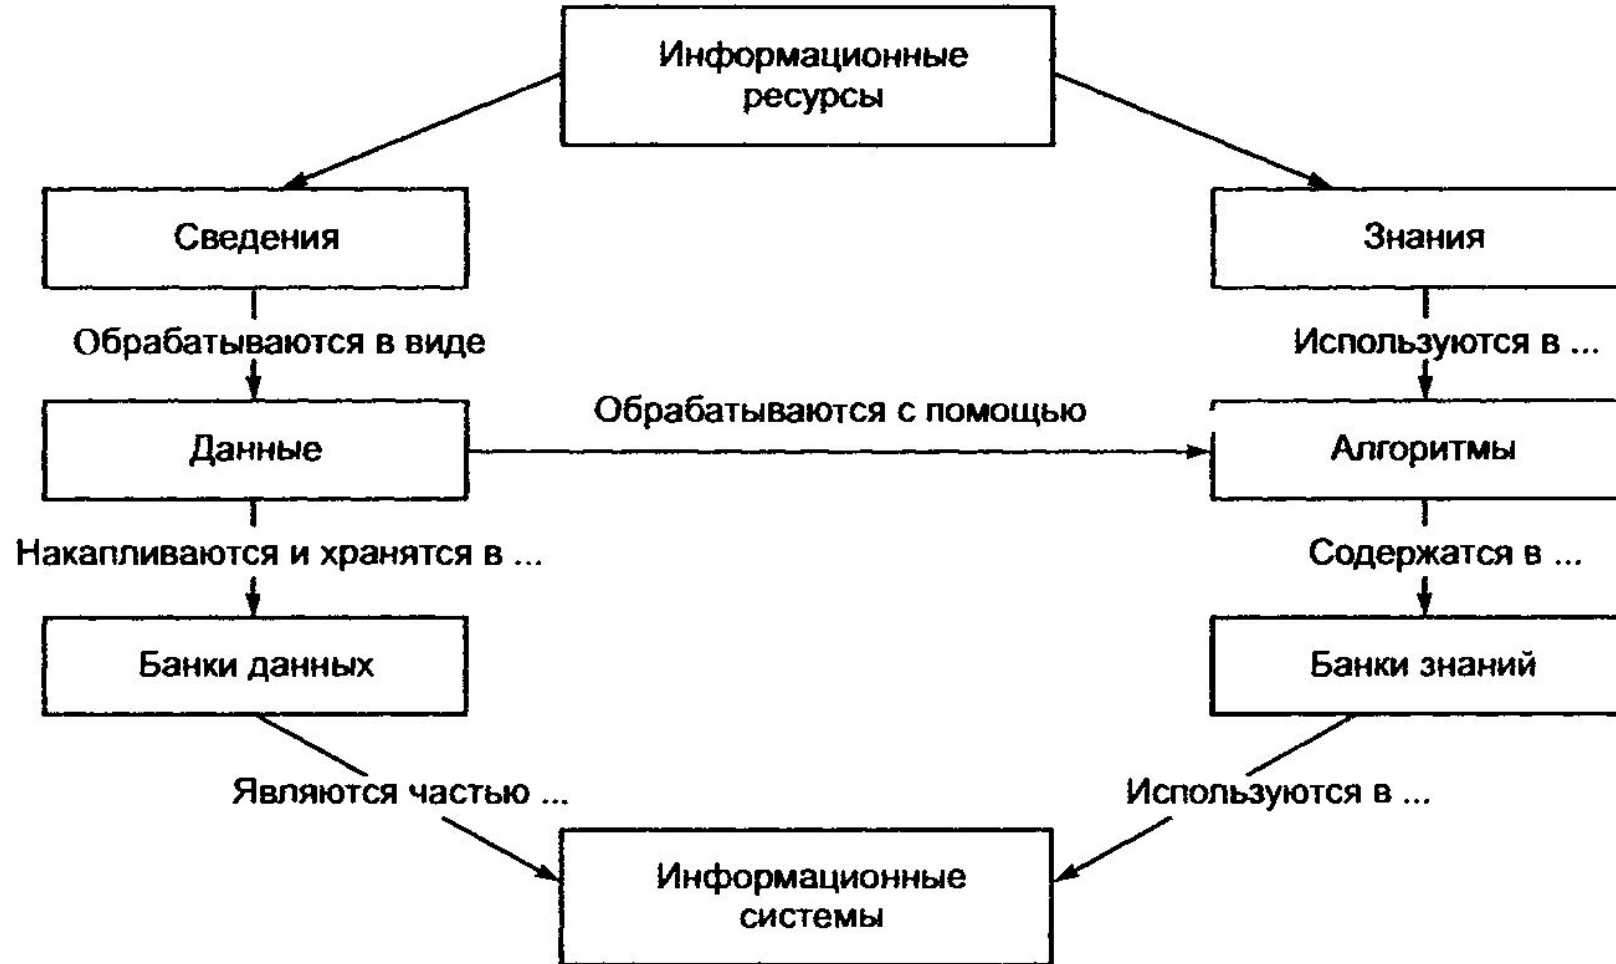 Информационные
ресурсы
Сведения
Знания
Обрабатываются в виде
Используются в ...
Обрабатываются с помощью
Данные
Алгоритмы
Накапливаются и хранятся в ...
Содержатся в ...
Банки данных
Банки знаний
Являются частью ...
Используются в ...
Информационные
системы